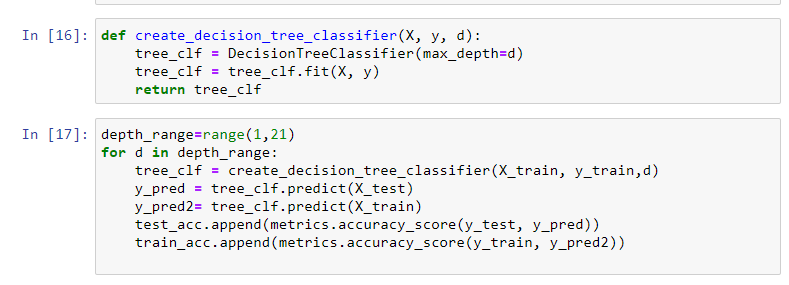 In [16]: def create_decision_tree_classifier(X, y, d):
    tree_clf = DecisionTreeClassifier(max_depth=d)
    tree_clf = tree_clf.fit(X, y)
    return tree_clf
In [17]: depth_range=range(1,21)
for d in depth_range:
    tree_clf = create_decision_tree_classifier(X_train, y_train,d)
    y_pred = tree_clf.predict(X_test)
    y_pred2= tree_clf.predict(X_train)
    test_acc.append(metrics.accuracy_score(y_test, y_pred))
    train_acc.append(metrics.accuracy_score(y_train, y_pred2))